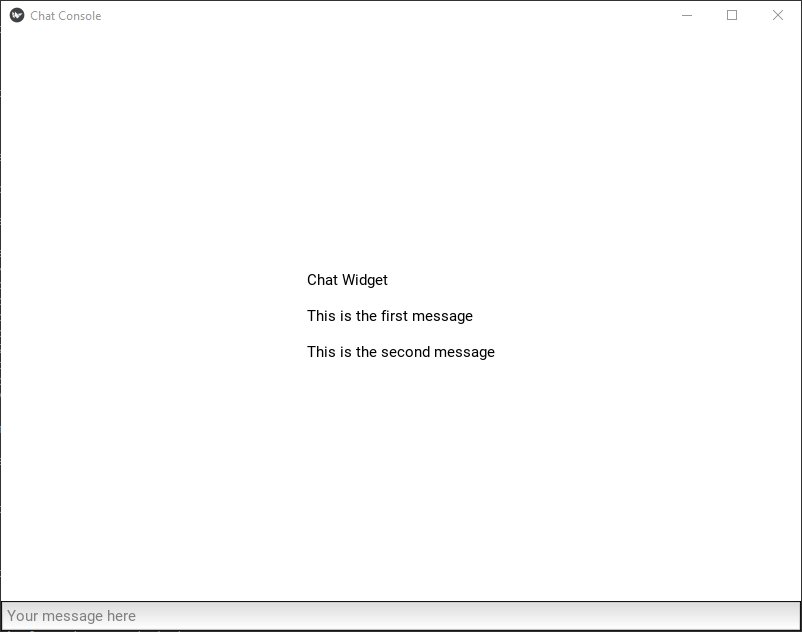 Chat Console
Chat Widget
This is the first message
This is the second message
Your message here